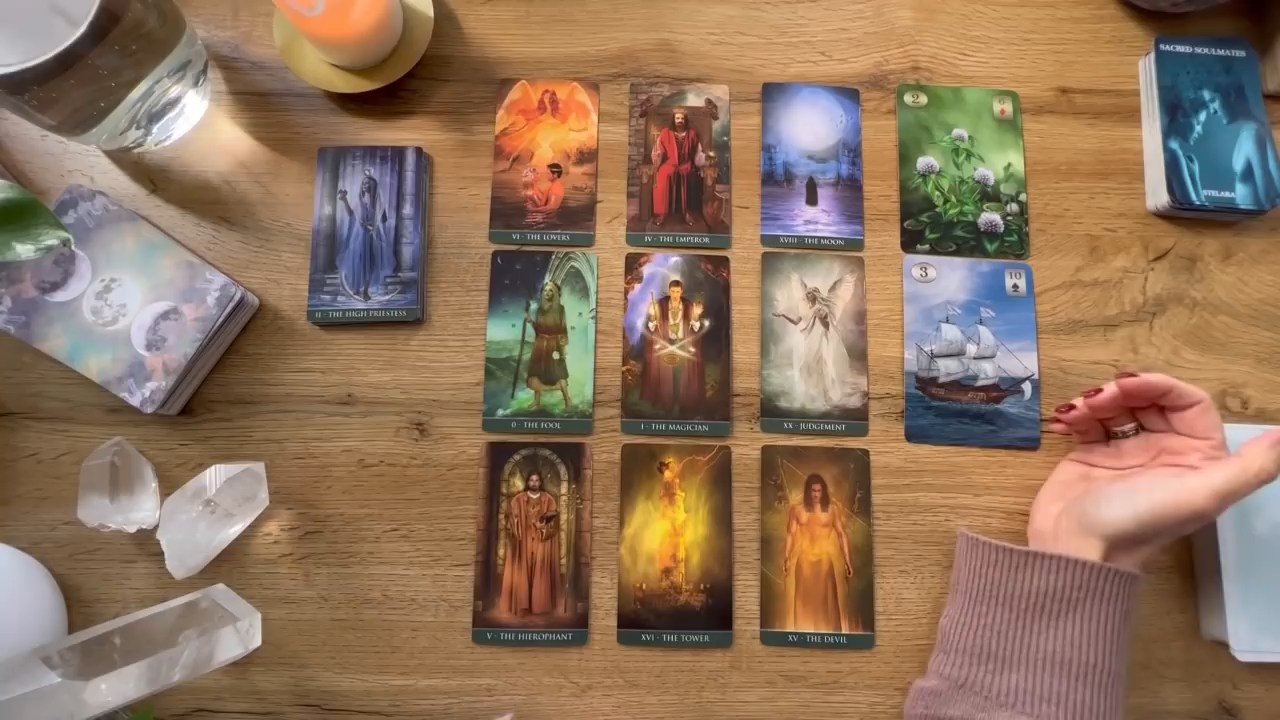 SACRED SOULMATES
STELARA
II · THE HIGH PRIESTESS
VI · THE LOVERS
IV · THE EMPEROR
XVIII · THE MOON
2
3
10
0 · THE FOOL
I · THE MAGICIAN
XX · JUDGEMENT
V · THE HIEROPHANT
XVI · THE TOWER
XV · THE DEVIL